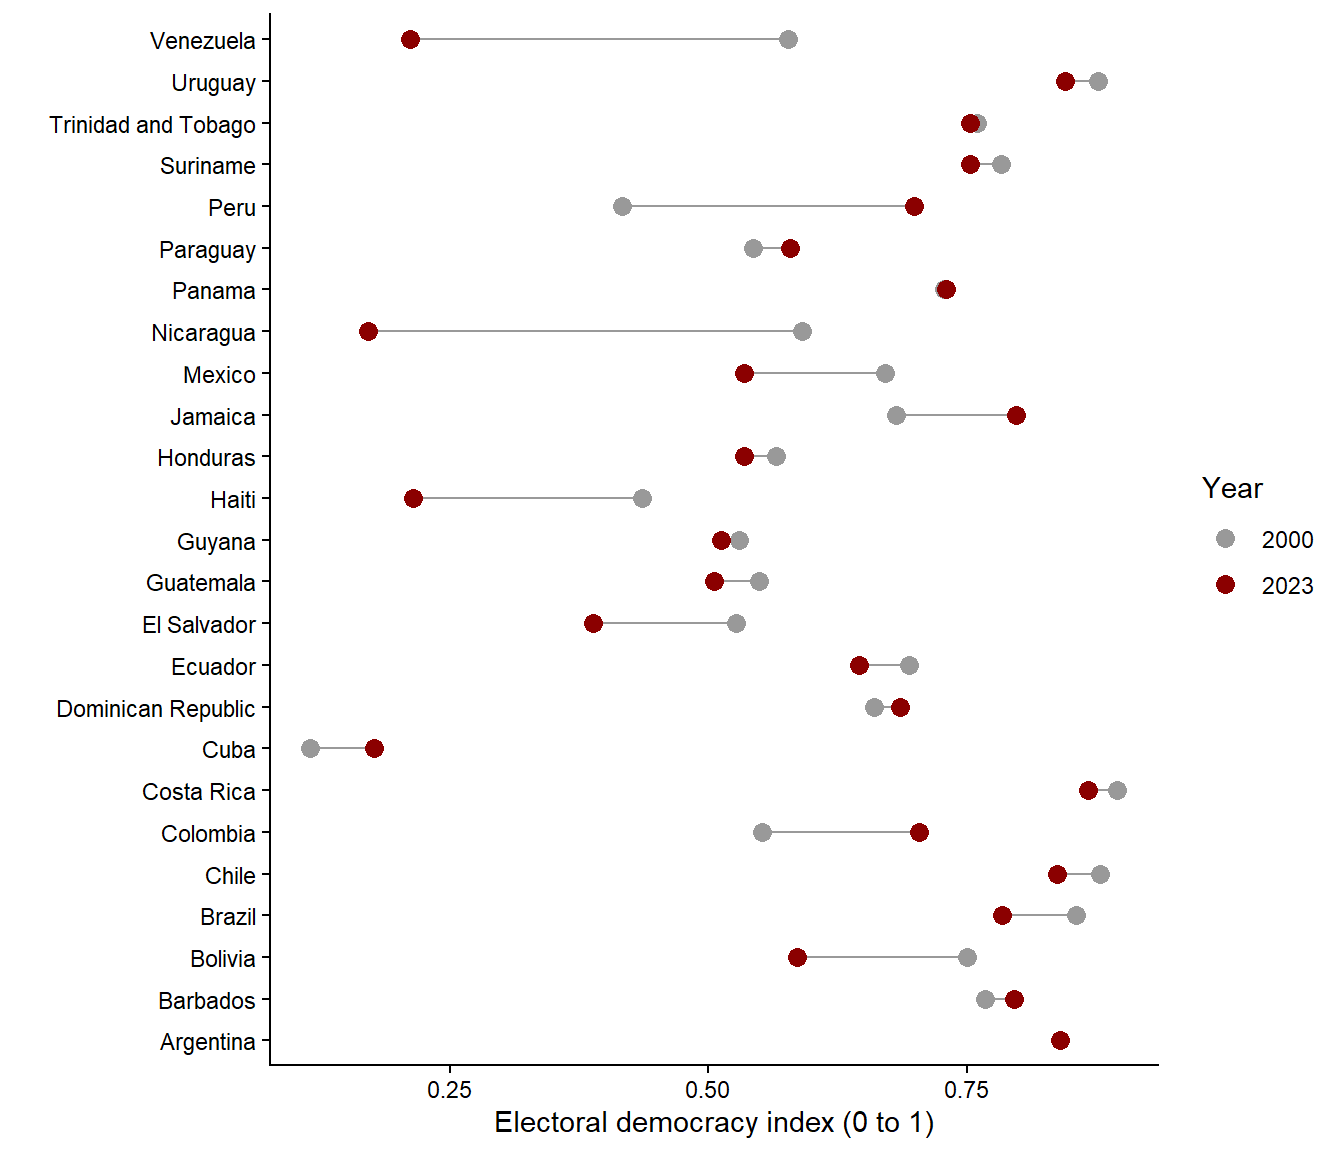 Venezuela
Uruguay
Trinidad and Tobago
Suriname
Peru
Paraguay
Panama
Nicaragua
Mexico
Jamaica
Honduras
Haiti
Guyana
Guatemala
El Salvador
Ecuador
Dominican Republic
Cuba
Costa Rica
Colombia
Chile
Brazil
Bolivia
Barbados
Argentina
0.25 0.50 0.75
Electoral democracy index (0 to 1)
Year
2000
2023